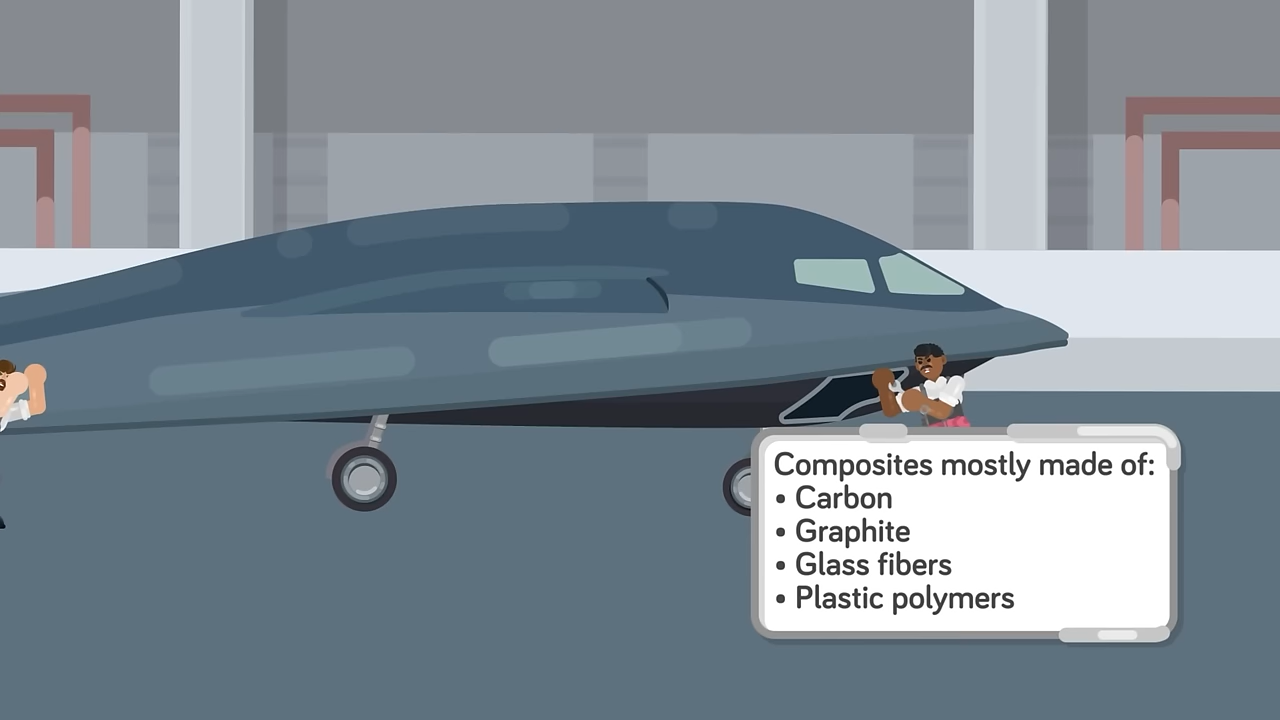 Composites mostly made of:
• Carbon
• Graphite
• Glass fibers
• Plastic polymers